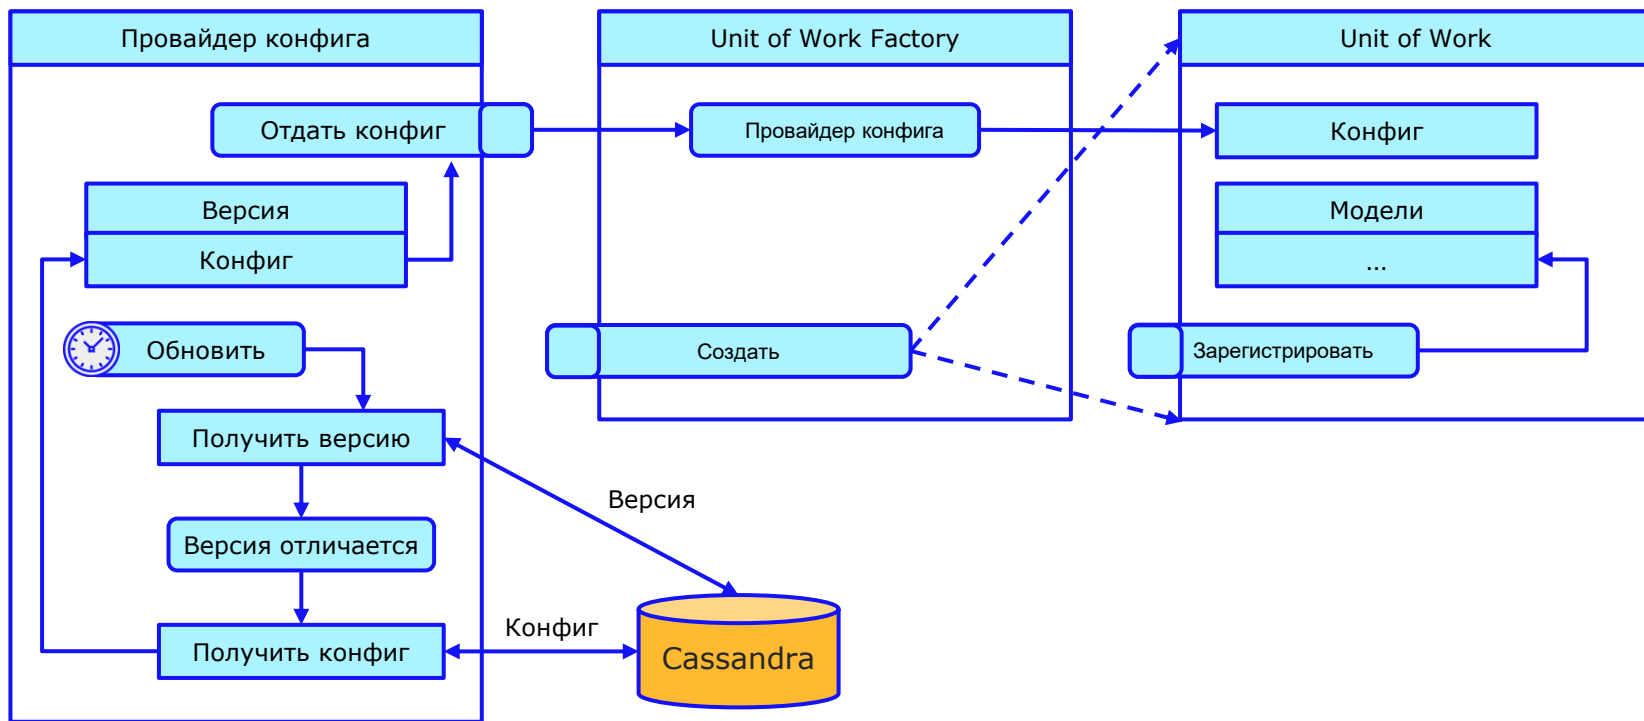 Провайдер конфига
Отдать конфиг
Версия
Конфиг
Обновить
Получить версию
Версия отличается
Получить конфиг
Unit of Work Factory
Провайдер конфига
Создать
Unit of Work
Конфиг
Модели
...
Зарегистрировать
Версия
Конфиг
Cassandra